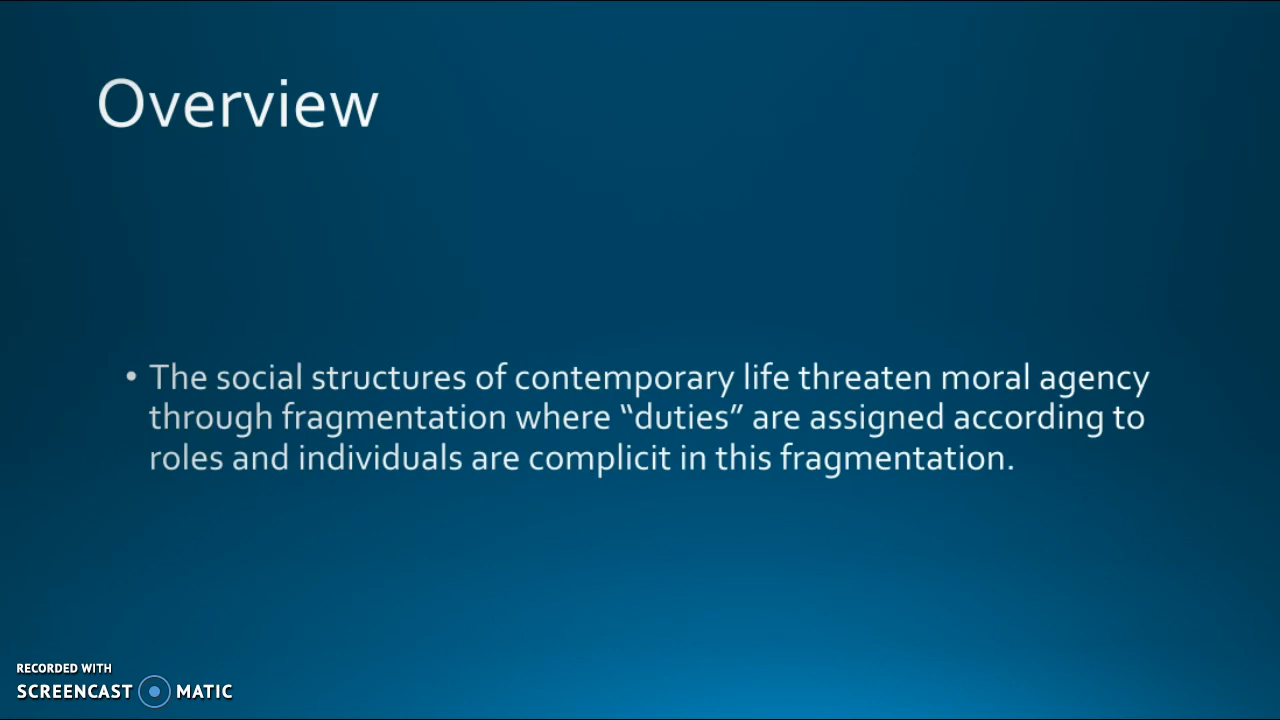 Overview
• The social structures of contemporary life threaten moral agency
through fragmentation where “duties” are assigned according to
roles and individuals are complicit in this fragmentation.
RECORDED WITH
SCREENCAST MATIC